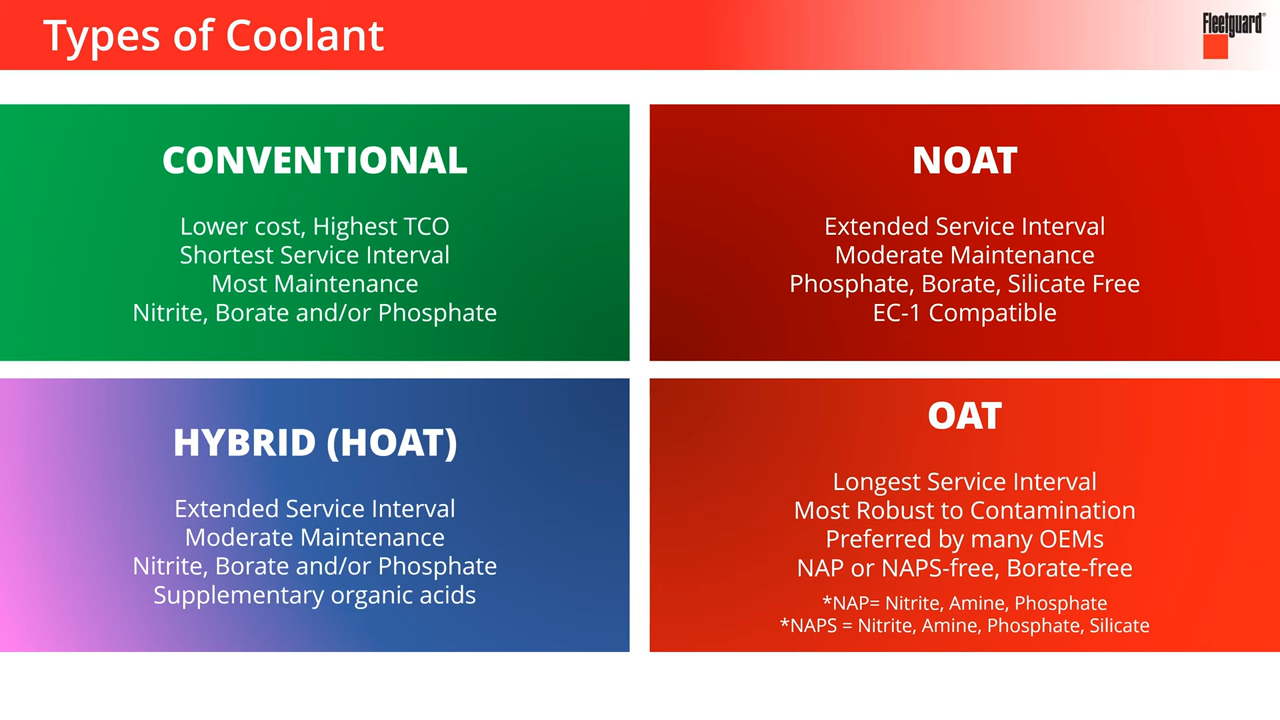 Types of Coolant
Fleetguard®
CONVENTIONAL
Lower cost, Highest TCO
Shortest Service Interval
Most Maintenance
Nitrite, Borate and/or Phosphate
NOAT
Extended Service Interval
Moderate Maintenance
Phosphate, Borate, Silicate Free
EC-1 Compatible
HYBRID (HOAT)
Extended Service Interval
Moderate Maintenance
Nitrite, Borate and/or Phosphate
Supplementary organic acids
OAT
Longest Service Interval
Most Robust to Contamination
Preferred by many OEMs
NAP or NAPS-free, Borate-free
*NAP= Nitrite, Amine, Phosphate
*NAPS = Nitrite, Amine, Phosphate, Silicate